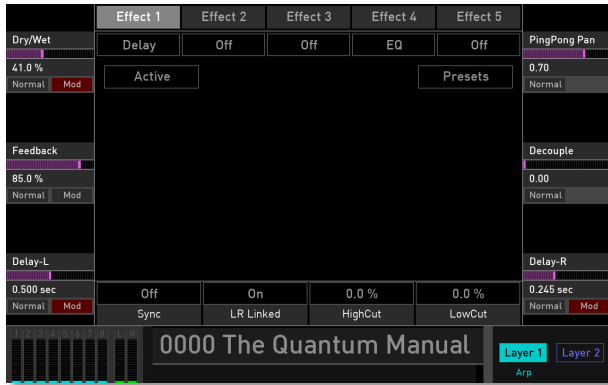 Effect 1 Effect 2 Effect 3 Effect 4 Effect 5
Dry/Wet Delay Off Off EQ Off PingPong Pan
41.0 % Active Presets 0.70
Normal Mod Normal
Feedback Decouple
85.0 % 0.00
Normal Mod Normal
Delay-L Delay-R
0.500 sec Off On 0.0 % 0.0 % 0.245 sec
Normal Mod Sync LR Linked HighCut LowCut Normal Mod
1 2 3 4 5 6 7 8 L R
0000 The Quantum Manual
Layer 1 Layer 2
Arp